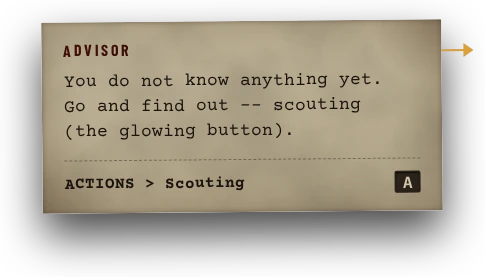 ADVISOR
You do not know anything yet.
Go and find out -- scouting
(the glowing button).
ACTIONS > Scouting
A